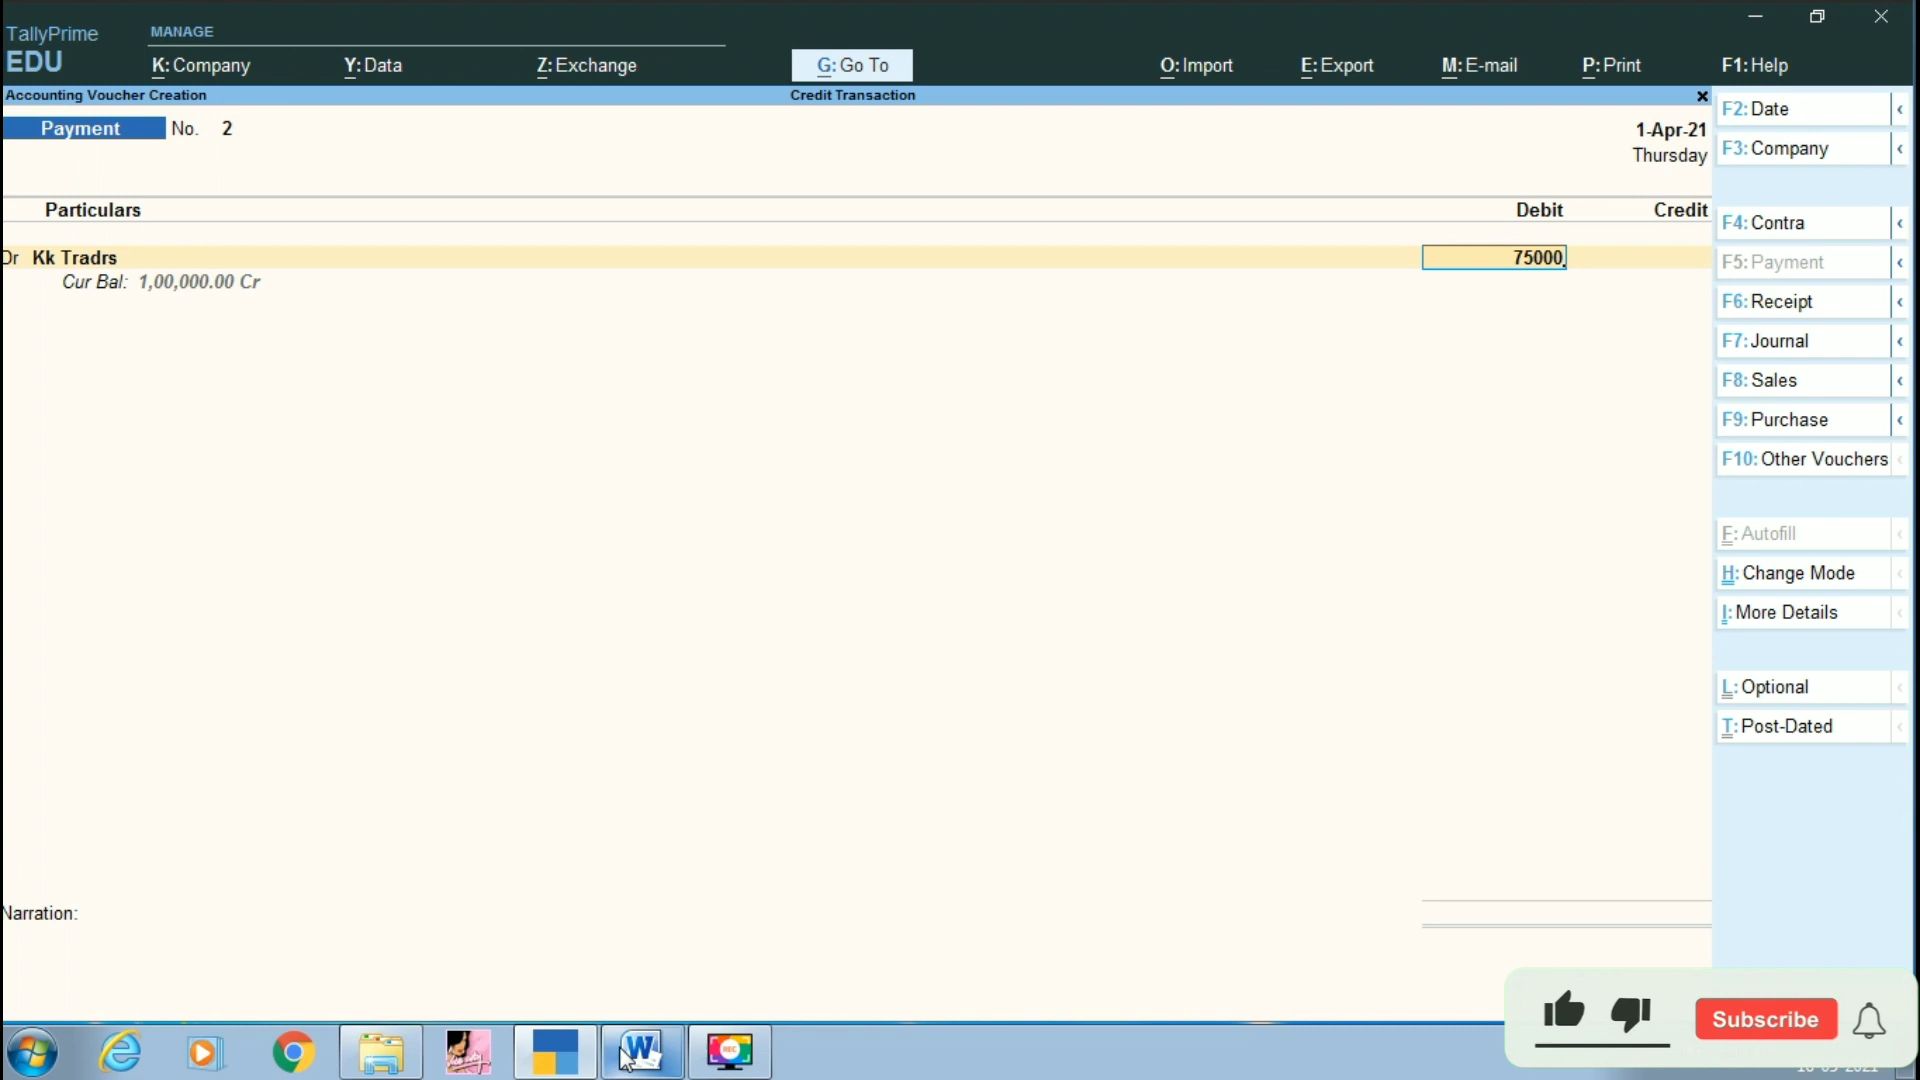 TallyPrime
EDU
MANAGE
K: Company
Y: Data
Z: Exchange
G: Go To
O: Import
E: Export
M: E-mail
P: Print
F1: Help
Accounting Voucher Creation
Credit Transaction
Payment No. 2
1-Apr-21
Thursday
Particulars
Debit
Credit
Dr Kk Tradrs
75000
Cur Bal: 1,00,000.00 Cr
Narration:
F2: Date
F3: Company
F4: Contra
F5: Payment
F6: Receipt
F7: Journal
F8: Sales
F9: Purchase
F10: Other Vouchers
F: Autofill
H: Change Mode
I: More Details
L: Optional
T: Post-Dated
REC
Subscribe